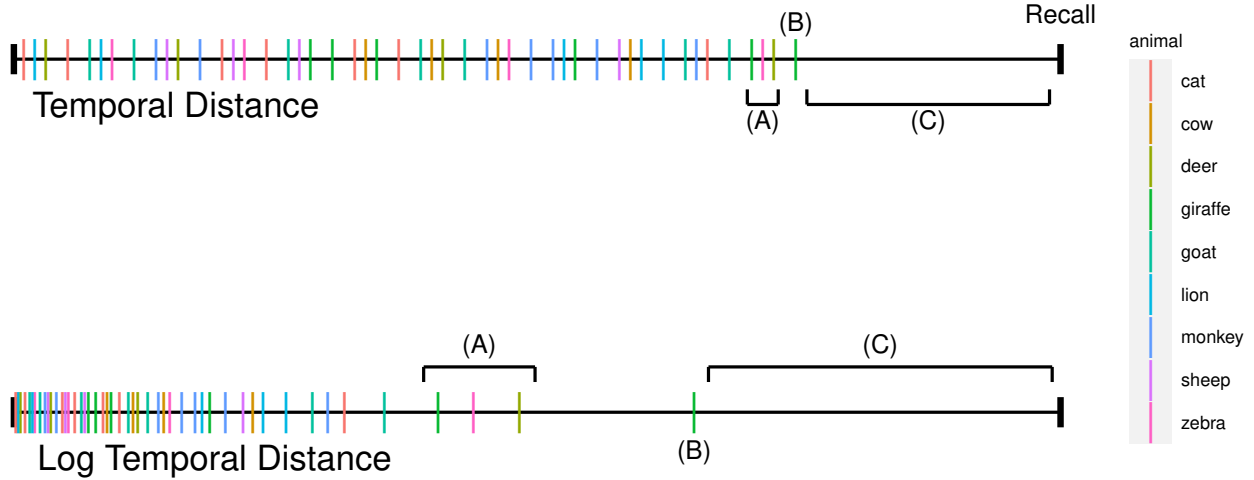 Recall
(B)
animal
cat
Temporal Distance
(A)
(C)
cow
deer
giraffe
goat
lion
(A)
(C)
monkey
sheep
zebra
(B)
Log Temporal Distance